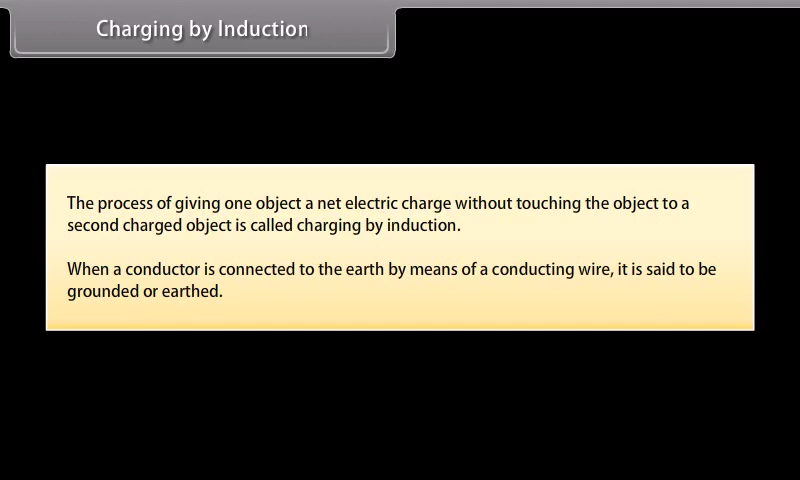 Charging by Induction
The process of giving one object a net electric charge without touching the object to a
second charged object is called charging by induction.
When a conductor is connected to the earth by means of a conducting wire, it is said to be
grounded or earthed.